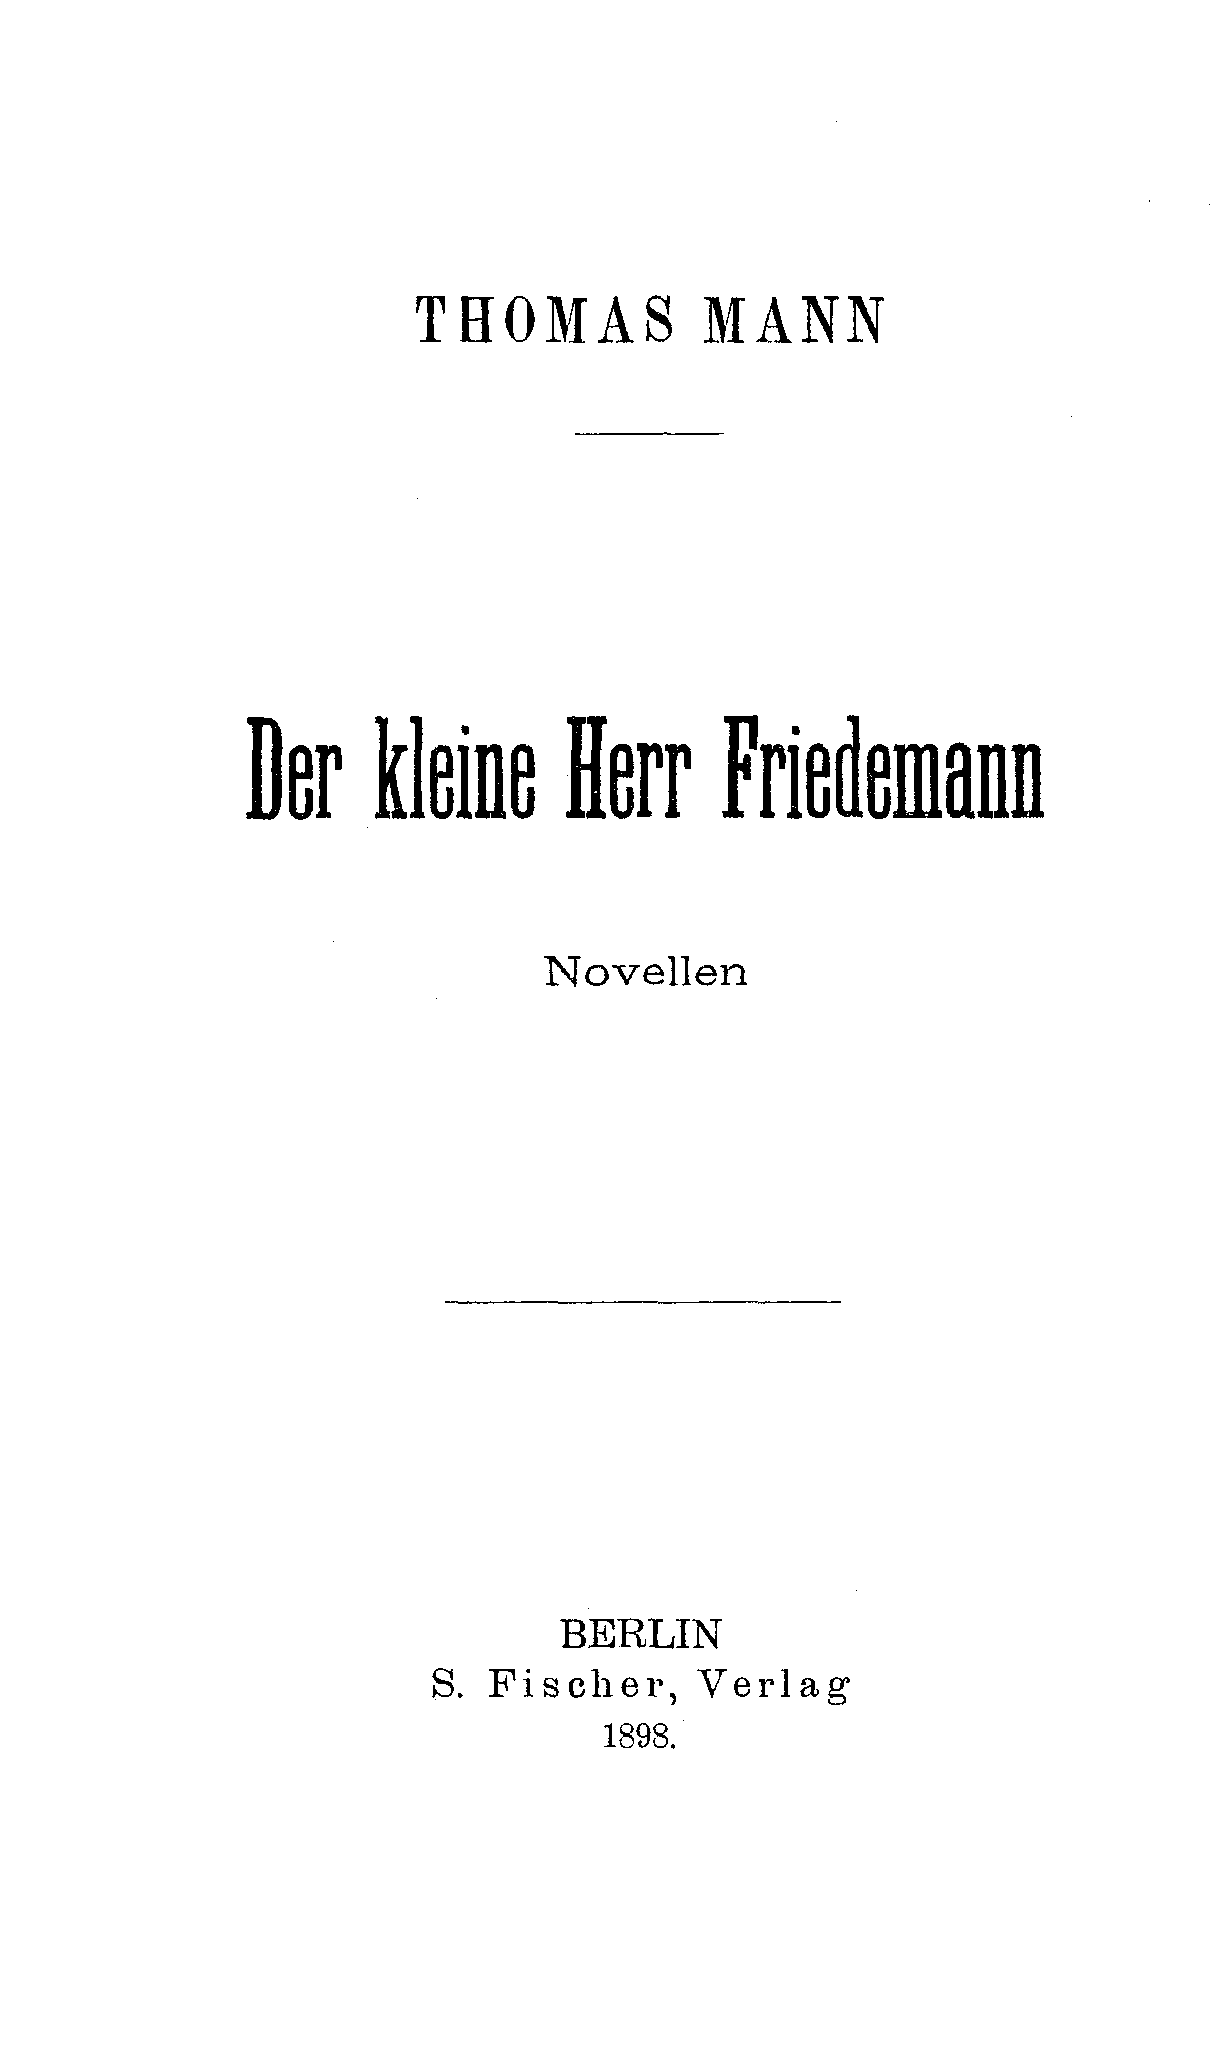 THOMAS MANN
Der kleine Herr Friedemann
Novellen
BERLIN
S. Fischer, Verlag
1898.